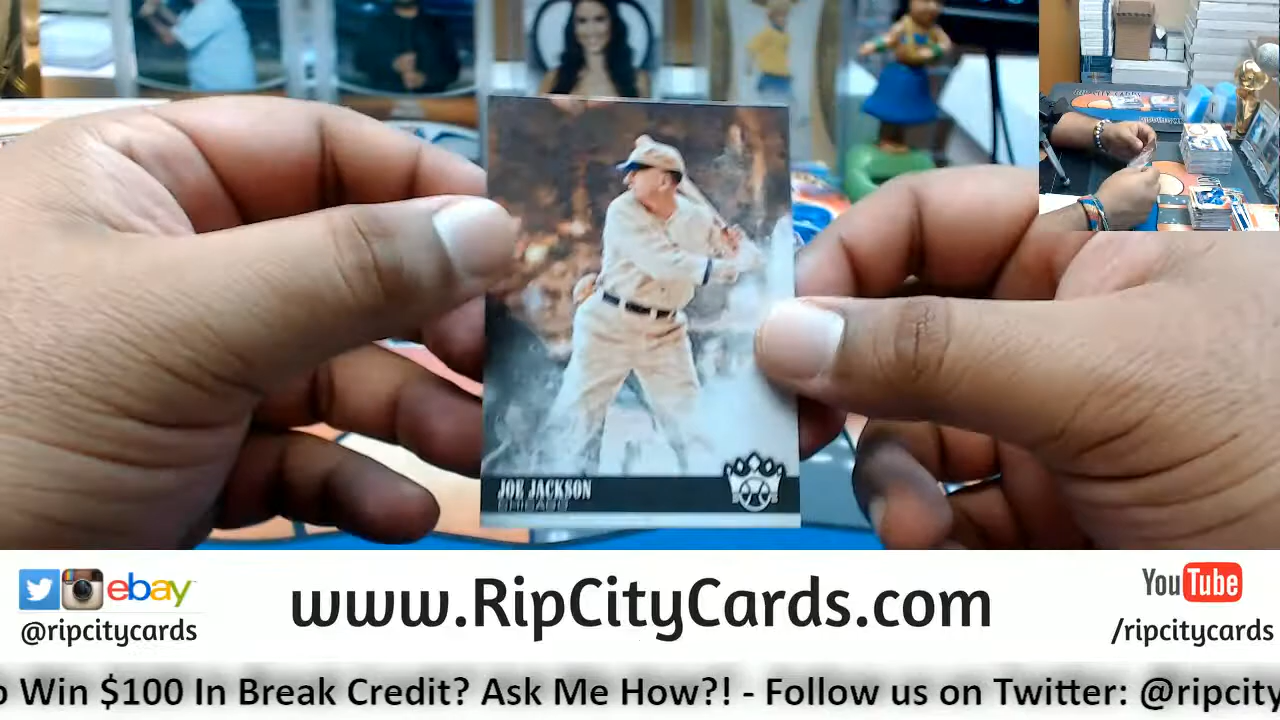 JOE JACKSON
CHICAGO
ebay
@ripcitycards
www.RipCityCards.com
YouTube
/ripcitycards
Win $100 In Break Credit? Ask Me How?! - Follow us on Twitter: @ripcity